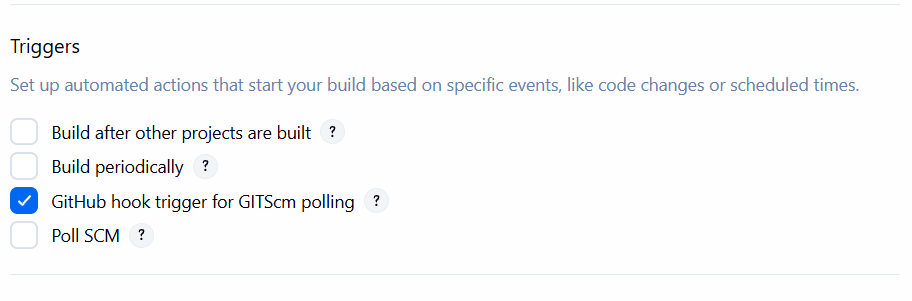 Triggers
Set up automated actions that start your build based on specific events, like code changes or scheduled times.
Build after other projects are built ?
Build periodically ?
GitHub hook trigger for GITScm polling ?
Poll SCM ?